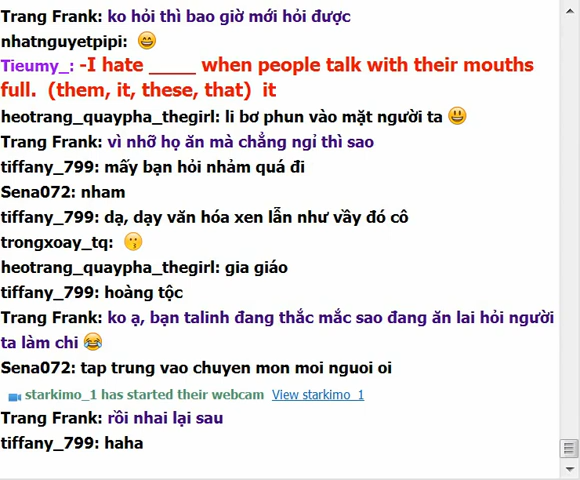 Trang Frank: ko hỏi thì bao giờ mới hỏi được
nhatnguyetpipi: 😄
Tieumy_: -I hate ____ when people talk with their mouths
full. (them, it, these, that) it
heotrang_quaypha_thegirl: li bơ phun vào mặt người ta 😃
Trang Frank: vì nhỡ họ ăn mà chẳng nghỉ thì sao
tiffany_799: mấy bạn hỏi nhảm quá đi
Sena072: nham
tiffany_799: dạ, dạy văn hóa xen lẫn như vầy đó cô
trongxoay_tq: 😗
heotrang_quaypha_thegirl: gia giáo
tiffany_799: hoàng tộc
Trang Frank: ko ạ, bạn talinh đang thắc mắc sao đang ăn lai hỏi người
ta làm chi 😂
Sena072: tap trung vao chuyen mon moi nguoi oi
starkimo_1 has started their webcam View starkimo_1
Trang Frank: rồi nhai lại sau
tiffany_799: haha